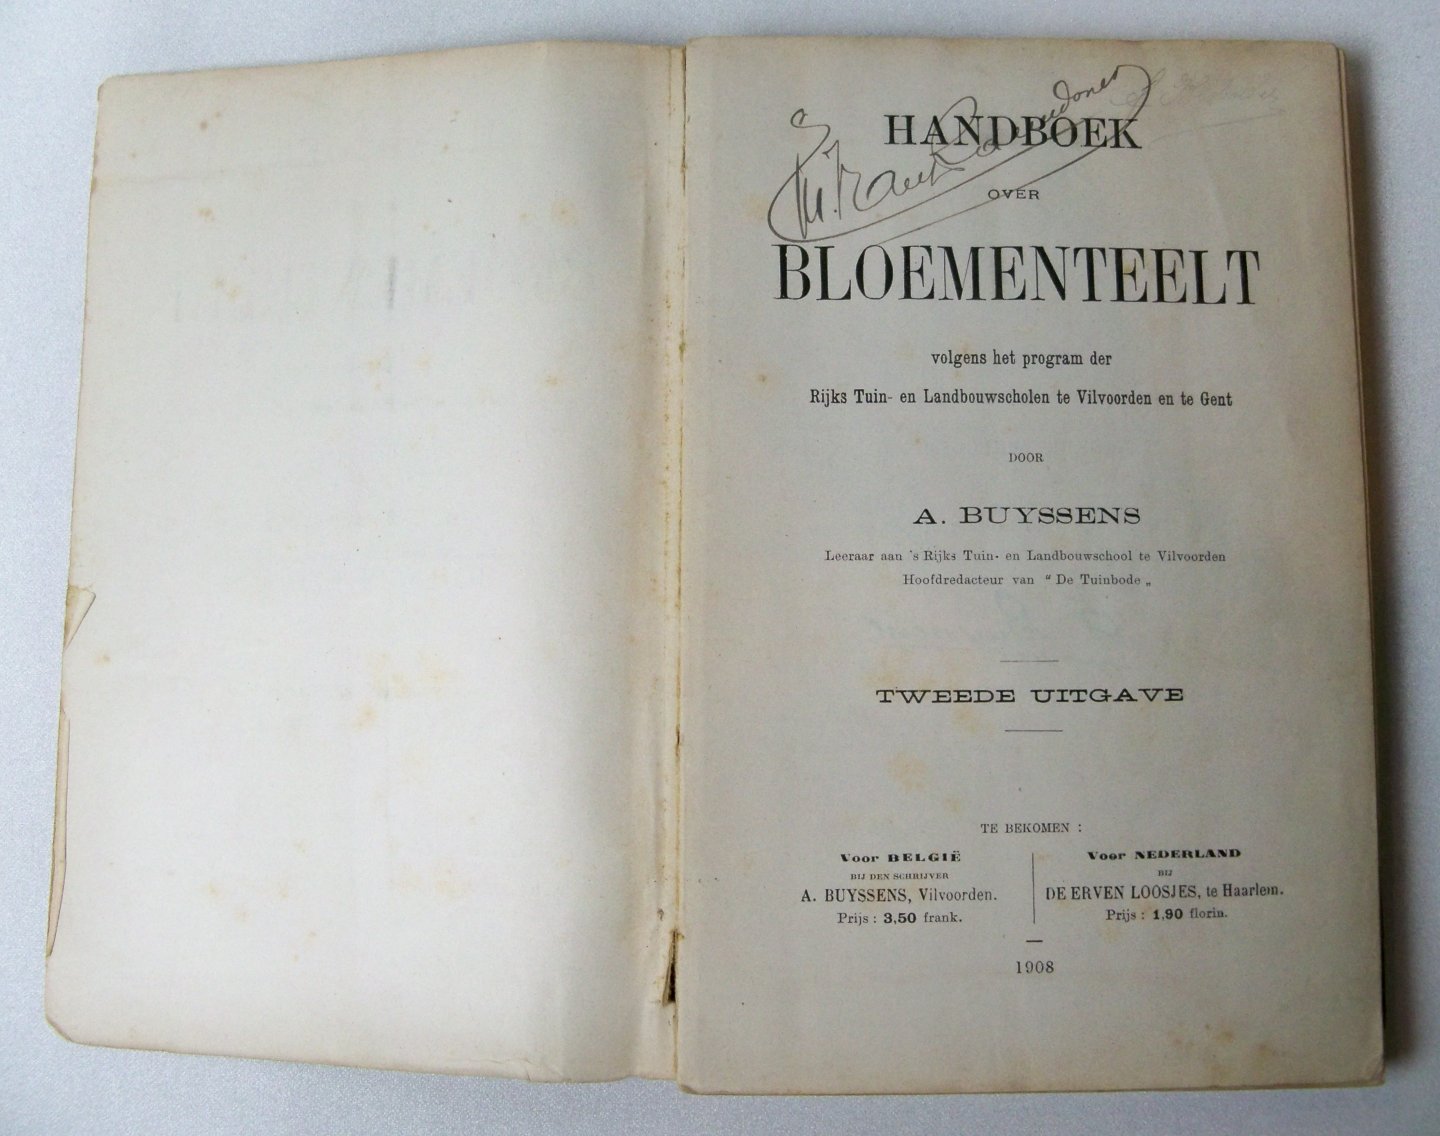 HANDBOEK
OVER
BLOEMENTEELT
volgens het program der
Rijks Tuin- en Landbouwscholen te Vilvoorden en te Gent
DOOR
A. BUYSSENS
Leeraar aan 's Rijks Tuin- en Landbouwschool te Vilvoorden
Hoofdredacteur van " De Tuinbode „
TWEEDE UITGAVE
TE BEKOMEN :
Voor BELGIË
BIJ DEN SCHRIJVER
A. BUYSSENS, Vilvoorden.
Prijs : 3,50 frank.
Voor NEDERLAND
BIJ
DE ERVEN LOOSJES, te Haarlem.
Prijs : 1,90 florin.
1908